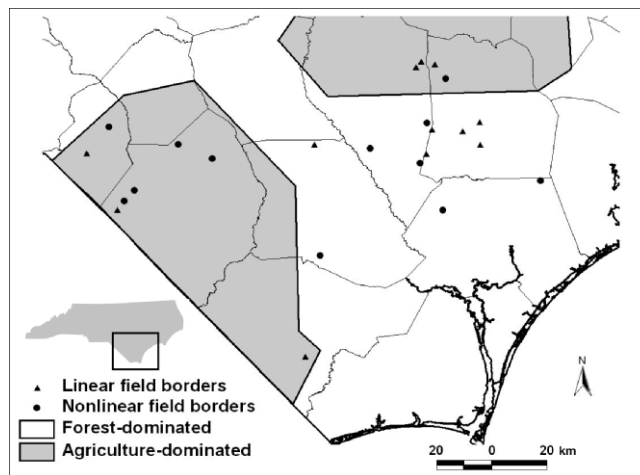 Linear field borders
Nonlinear field borders
Forest-dominated
Agriculture-dominated
N
20 0 20 km